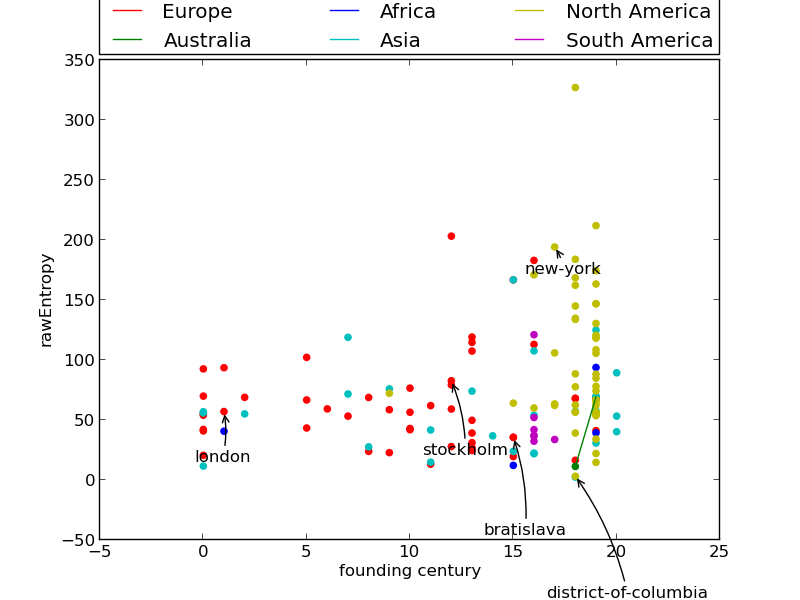 Europe Africa North America
Australia Asia South America
350
300
250
200
150
100
50
0
−50
rawEntropy
new-york
london
stockholm
bratislava
−5 0 5 10 15 20 25
founding century
district-of-columbia